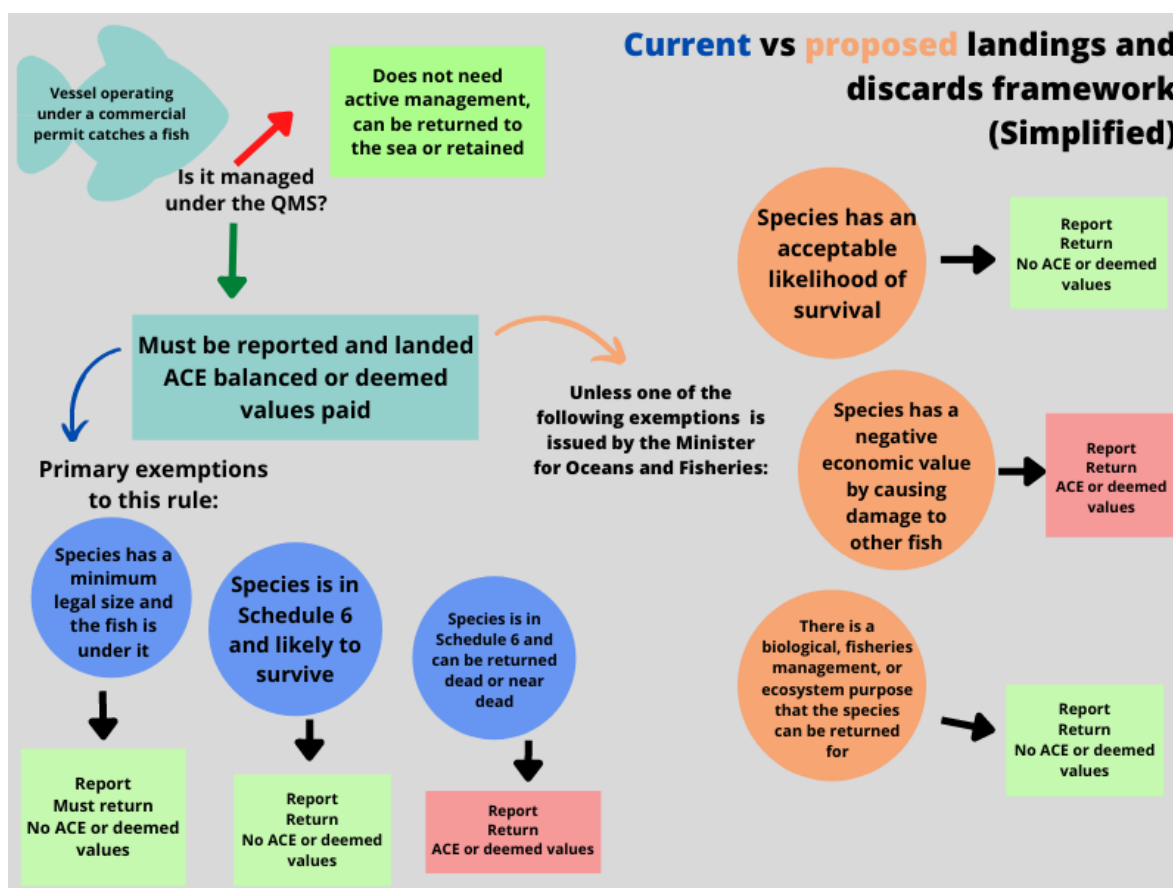 Current vs proposed landings and
discards framework
(Simplified)
Vessel operating
under a commercial
permit catches a fish
Does not need
active management,
can be returned to
the sea or retained
Is it managed
under the QMS?
Must be reported and landed
ACE balanced or deemed
values paid
Primary exemptions
to this rule:
Species has a
minimum
legal size and
the fish is
under it
Report
Must return
No ACE or deemed
values
Species is in
Schedule 6
and likely to
survive
Report
Return
No ACE or deemed
values
Species is in
Schedule 6 and
can be returned
dead or near
dead
Report
Return
ACE or deemed values
Unless one of the
following exemptions is
issued by the Minister
for Oceans and Fisheries:
Species has an
acceptable
likelihood of
survival
Report
Return
No ACE or deemed
values
Species has a
negative
economic value
by causing
damage to
other fish
Report
Return
ACE or deemed
values
There is a
biological, fisheries
management, or
ecosystem purpose
that the species
can be returned
for
Report
Return
No ACE or deemed
values